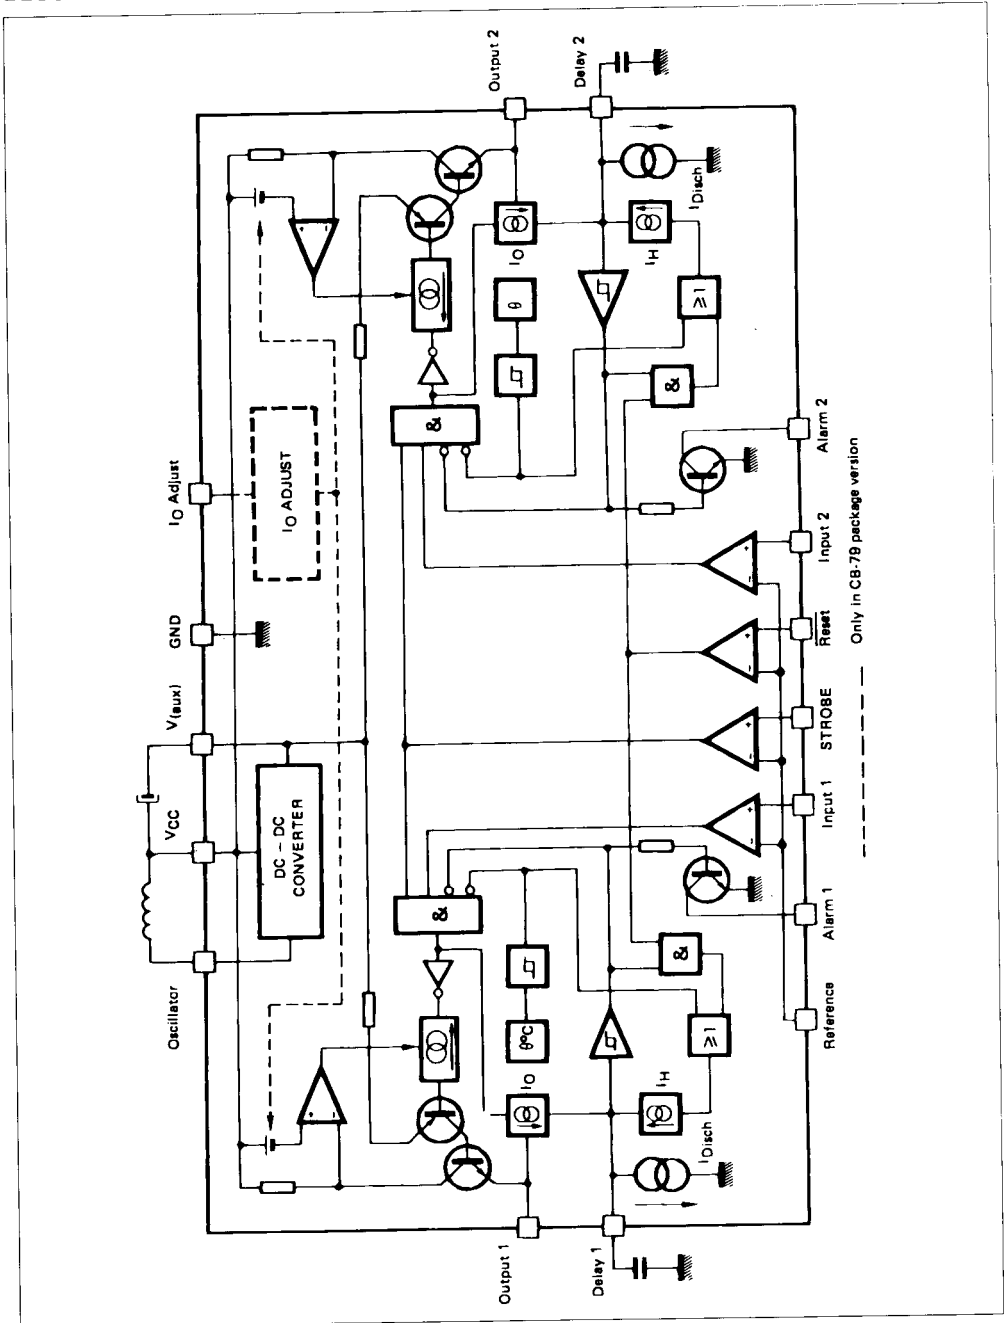 Oscillator
VCC
V(aux)
GND
IO Adjust
DC – DC
CONVERTER
IO ADJUST
+
-
+
-
&
&
θ°C
θ
IO
IO
Output 1
Output 2
Delay 1
Delay 2
IH
IH
IDisch
IDisch
≥1
≥1
&
&
+
-
+
-
+
-
+
-
Reference
Alarm 1
Input 1
STROBE
Reset
Input 2
Alarm 2
Only in CB-79 package version